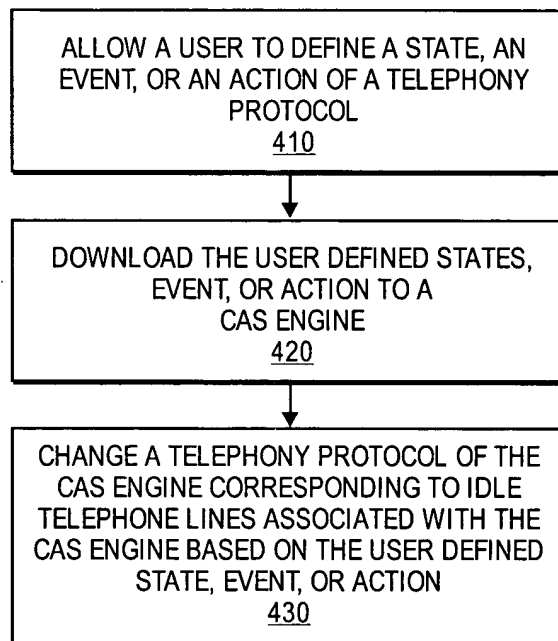 ALLOW A USER TO DEFINE A STATE, AN
EVENT, OR AN ACTION OF A TELEPHONY
PROTOCOL
410
DOWNLOAD THE USER DEFINED STATES,
EVENT, OR ACTION TO A
CAS ENGINE
420
CHANGE A TELEPHONY PROTOCOL OF THE
CAS ENGINE CORRESPONDING TO IDLE
TELEPHONE LINES ASSOCIATED WITH THE
CAS ENGINE BASED ON THE USER DEFINED
STATE, EVENT, OR ACTION
430